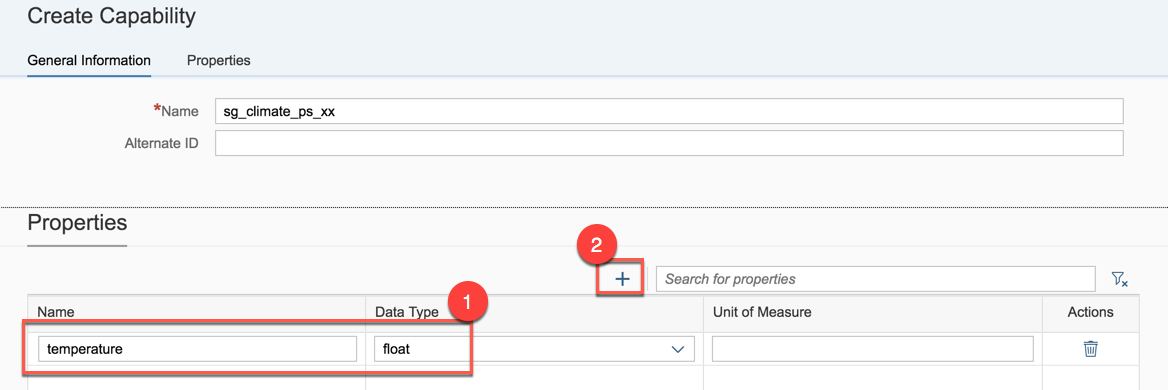 Create Capability
General Information Properties
*Name sg_climate_ps_xx
Alternate ID
Properties
2
+ Search for properties
1
Name Data Type Unit of Measure Actions
temperature float